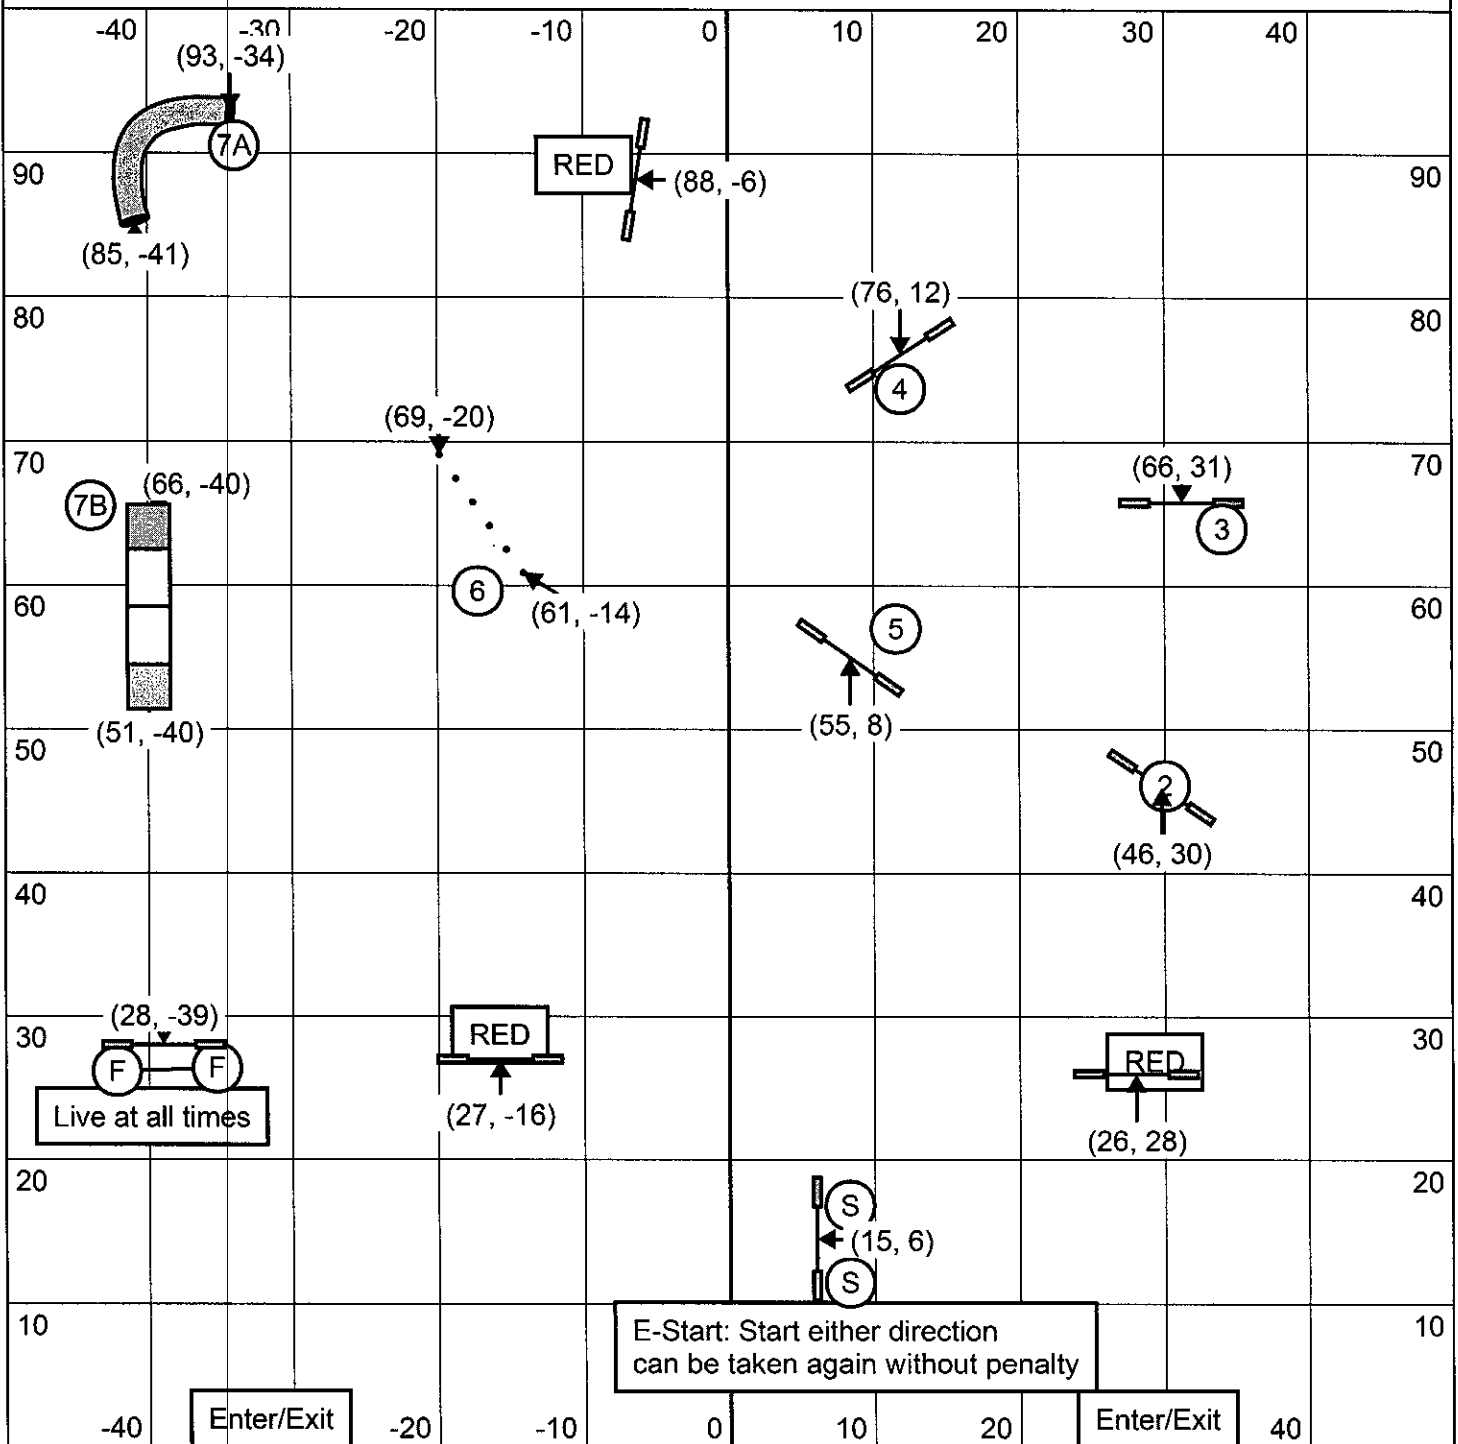 -40 -30 -20 -10 0 10 20 30 40
(93, -34)
7A
RED
90 (88, -6) 90
(85, -41)
(76, 12)
80 80
4
(69, -20)
70 (66, 31) 70
7B (66, -40)
3
6
60 (61, -14) 5 60
(51, -40) (55, 8)
50 50
2
(46, 30)
40 40
(28, -39)
30 RED RED 30
F F
Live at all times (27, -16)
(26, 28)
20 20
S
(15, 6)
S
10 10
E-Start: Start either direction
can be taken again without penalty
Enter/Exit Enter/Exit
-40 -20 -10 0 10 20 40